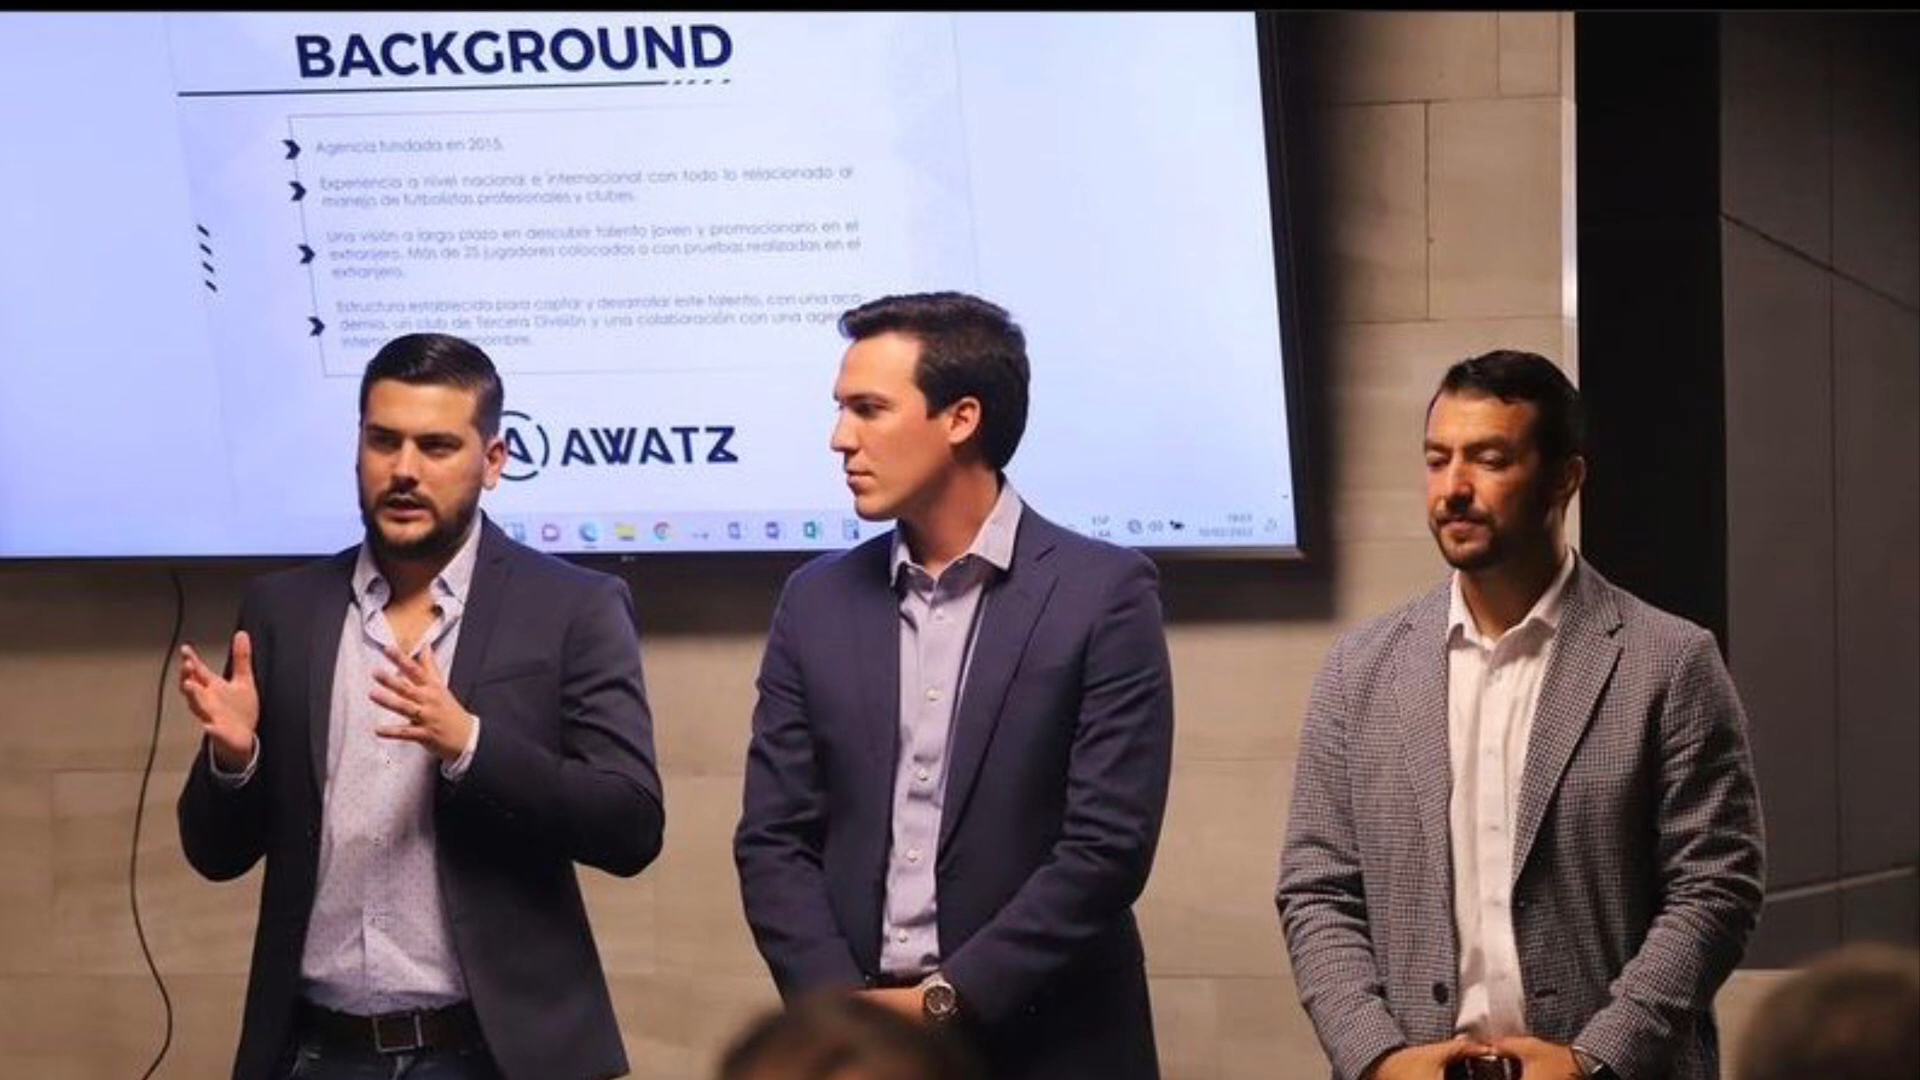 BACKGROUND
Agencia fundada en 2015.
Experiencia a nivel nacional e internacional con todo lo relacionado al
manejo de futbolistas profesionales y clubes.
Una visión a largo plazo en descubrir talento joven y promocionarlo en el
extranjero. Más de 25 jugadores colocados o con pruebas realizadas en el
extranjero.
Estructura establecida para captar y desarrollar este talento, con una aca-
demia, un club de Tercera División y una colaboración con una
A AWATZ
ESP